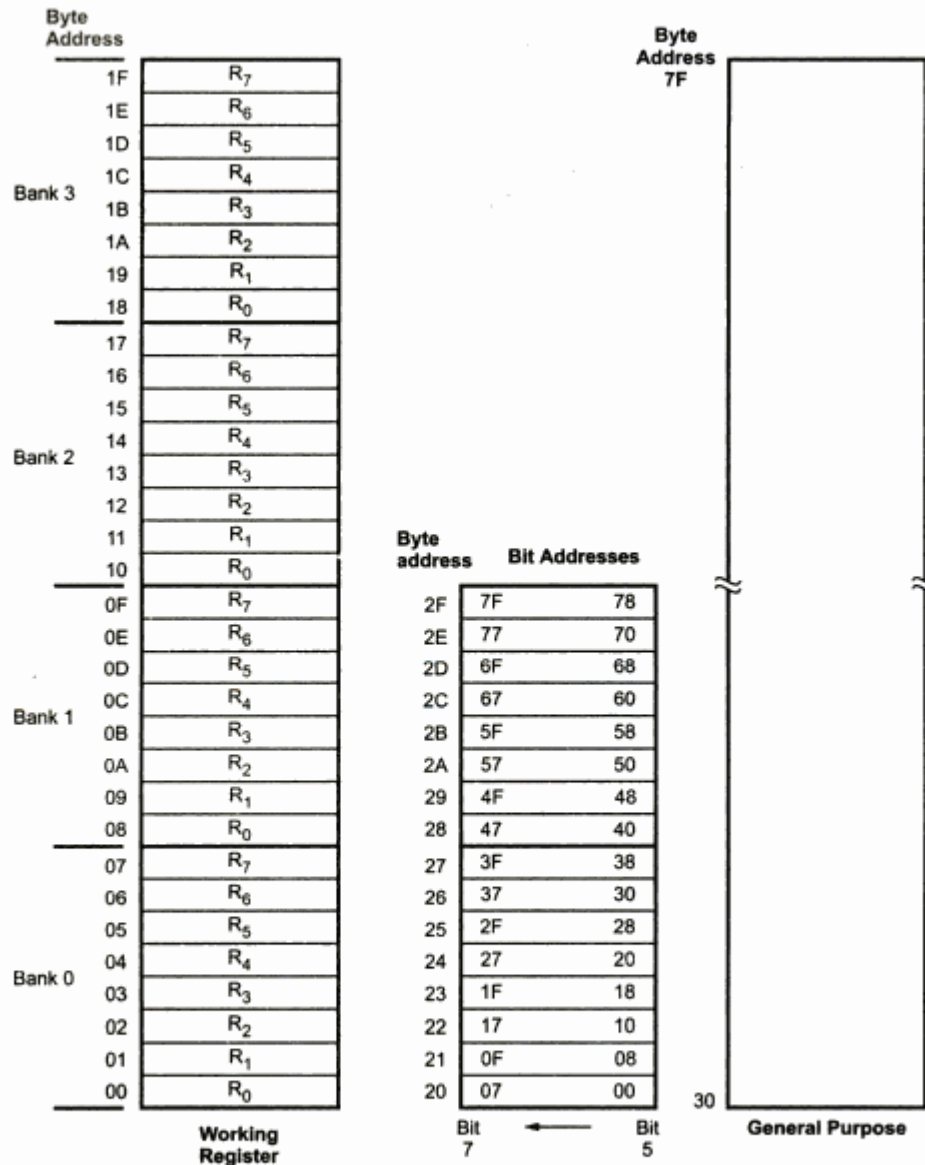 Byte Address
1F R7
1E R6
1D R5
1C R4
Bank 3
1B R3
1A R2
19 R1
18 R0
17 R7
16 R6
15 R5
14 R4
Bank 2
13 R3
12 R2
11 R1
10 R0
0F R7
0E R6
0D R5
0C R4
Bank 1
0B R3
0A R2
09 R1
08 R0
07 R7
06 R6
05 R5
04 R4
Bank 0
03 R3
02 R2
01 R1
00 R0
Working
Register
Byte
address
Bit Addresses
2F 7F 78
2E 77 70
2D 6F 68
2C 67 60
2B 5F 58
2A 57 50
29 4F 48
28 47 40
27 3F 38
26 37 30
25 2F 28
24 27 20
23 1F 18
22 17 10
21 0F 08
20 07 00
Bit
7
Bit
5
Byte
Address
7F
30
General Purpose